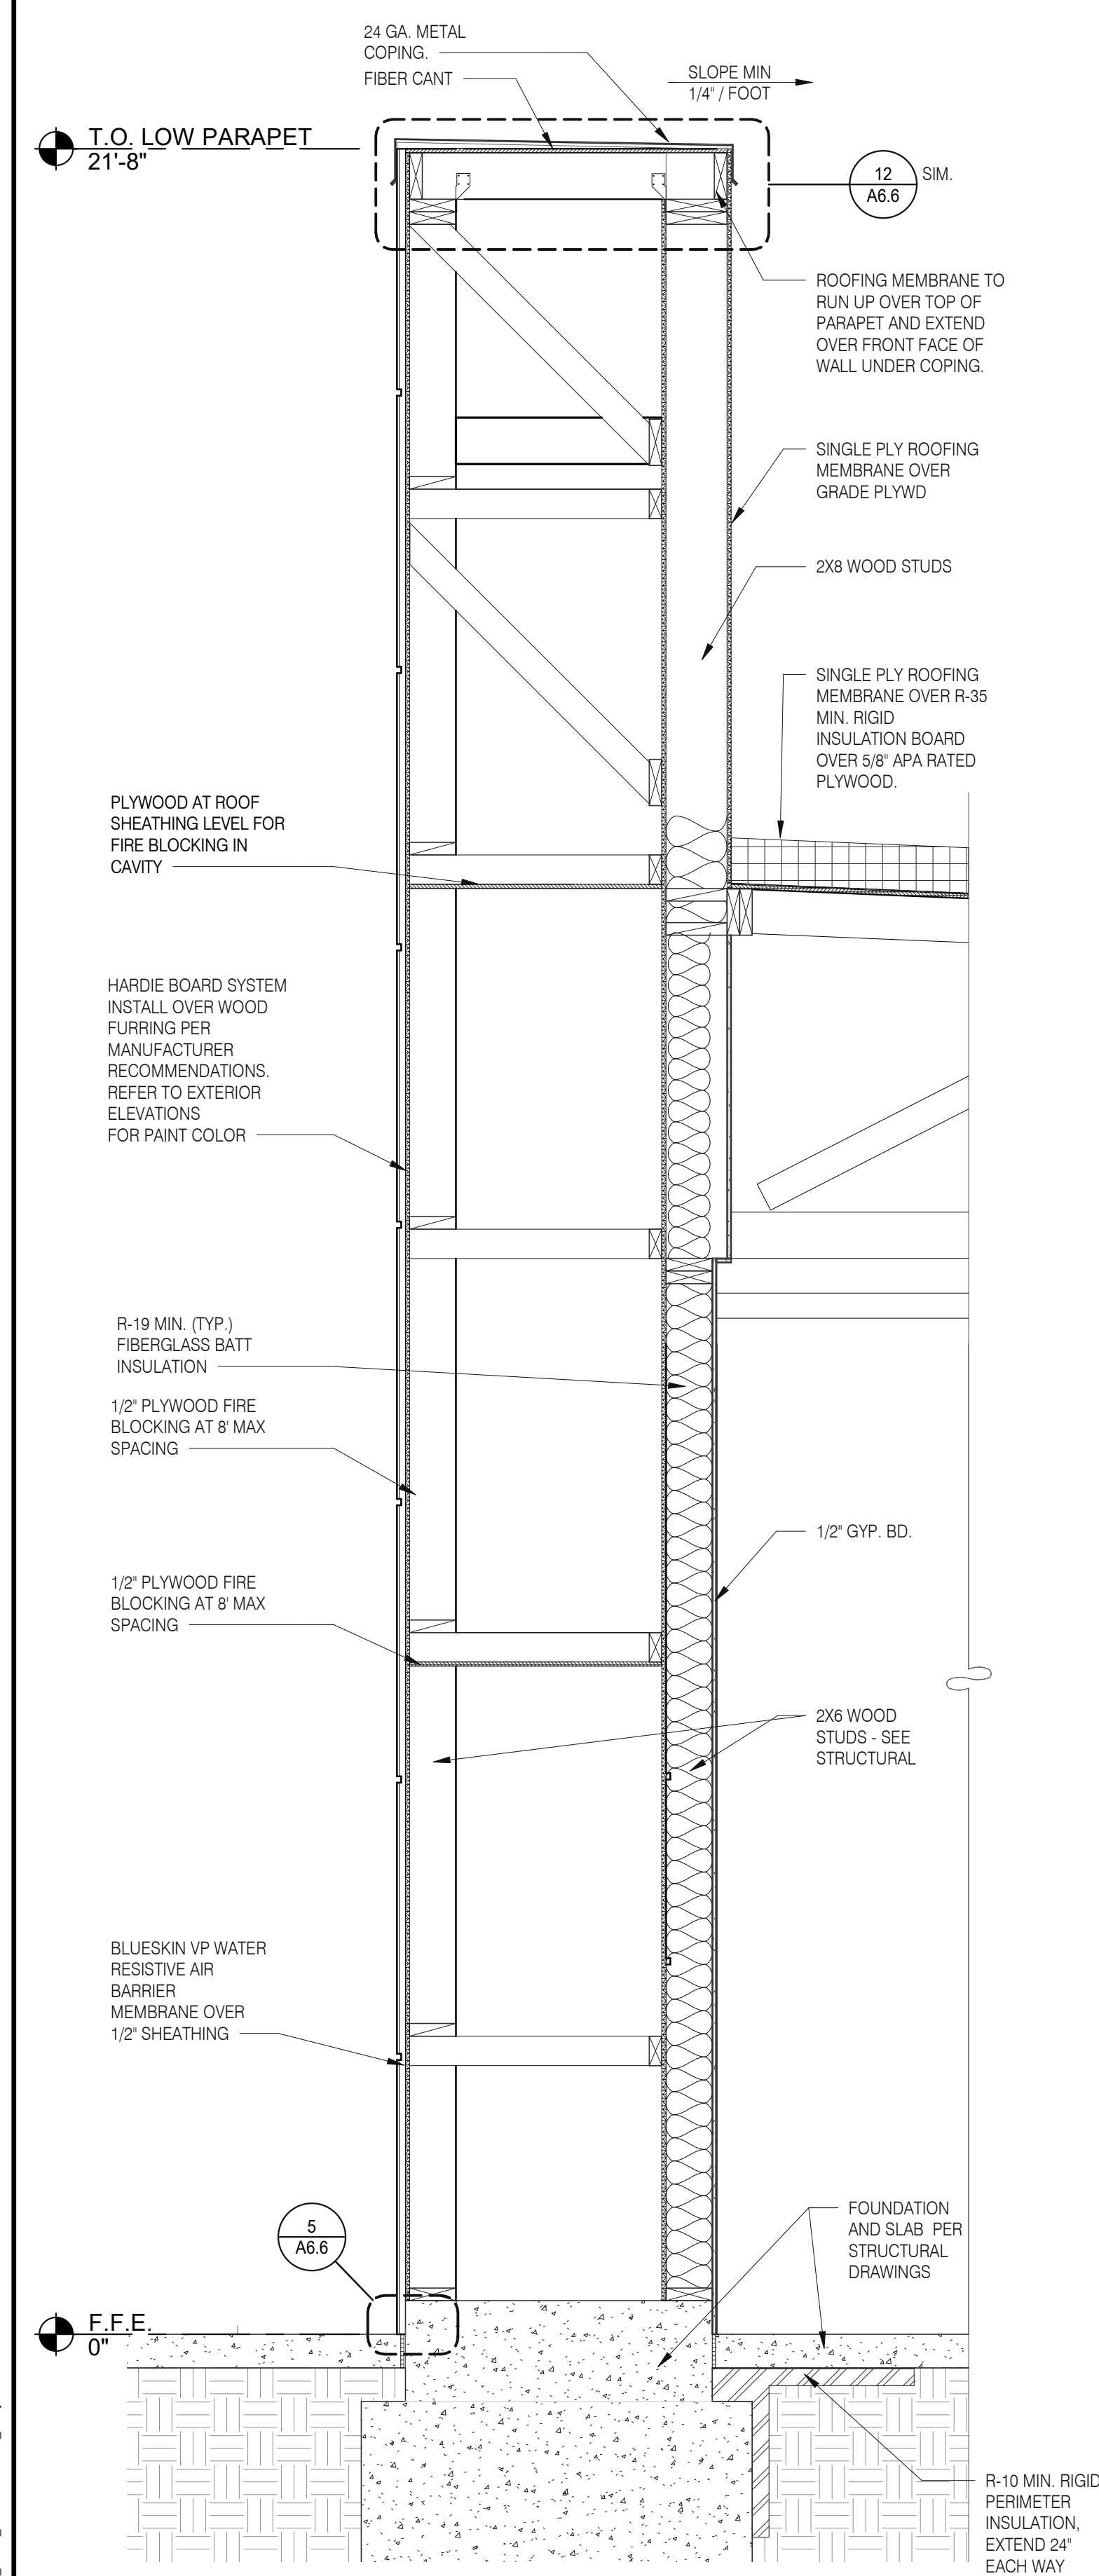 24 GA. METAL
COPING.
FIBER CANT
SLOPE MIN
1/4" / FOOT
T.O. LOW PARAPET
21'-8"
12
A6.6
SIM.
ROOFING MEMBRANE TO
RUN UP OVER TOP OF
PARAPET AND EXTEND
OVER FRONT FACE OF
WALL UNDER COPING.
SINGLE PLY ROOFING
MEMBRANE OVER
GRADE PLYWD
2X8 WOOD STUDS
SINGLE PLY ROOFING
MEMBRANE OVER R-35
MIN. RIGID
INSULATION BOARD
OVER 5/8" APA RATED
PLYWOOD.
PLYWOOD AT ROOF
SHEATHING LEVEL FOR
FIRE BLOCKING IN
CAVITY
HARDIE BOARD SYSTEM
INSTALL OVER WOOD
FURRING PER
MANUFACTURER
RECOMMENDATIONS.
REFER TO EXTERIOR
ELEVATIONS
FOR PAINT COLOR
R-19 MIN. (TYP.)
FIBERGLASS BATT
INSULATION
1/2" PLYWOOD FIRE
BLOCKING AT 8' MAX
SPACING
1/2" GYP. BD.
1/2" PLYWOOD FIRE
BLOCKING AT 8' MAX
SPACING
2X6 WOOD
STUDS - SEE
STRUCTURAL
BLUESKIN VP WATER
RESISTIVE AIR
BARRIER
MEMBRANE OVER
1/2" SHEATHING
5
A6.6
FOUNDATION
AND SLAB PER
STRUCTURAL
DRAWINGS
F.F.E.
0"
R-10 MIN. RIGID
PERIMETER
INSULATION,
EXTEND 24"
EACH WAY